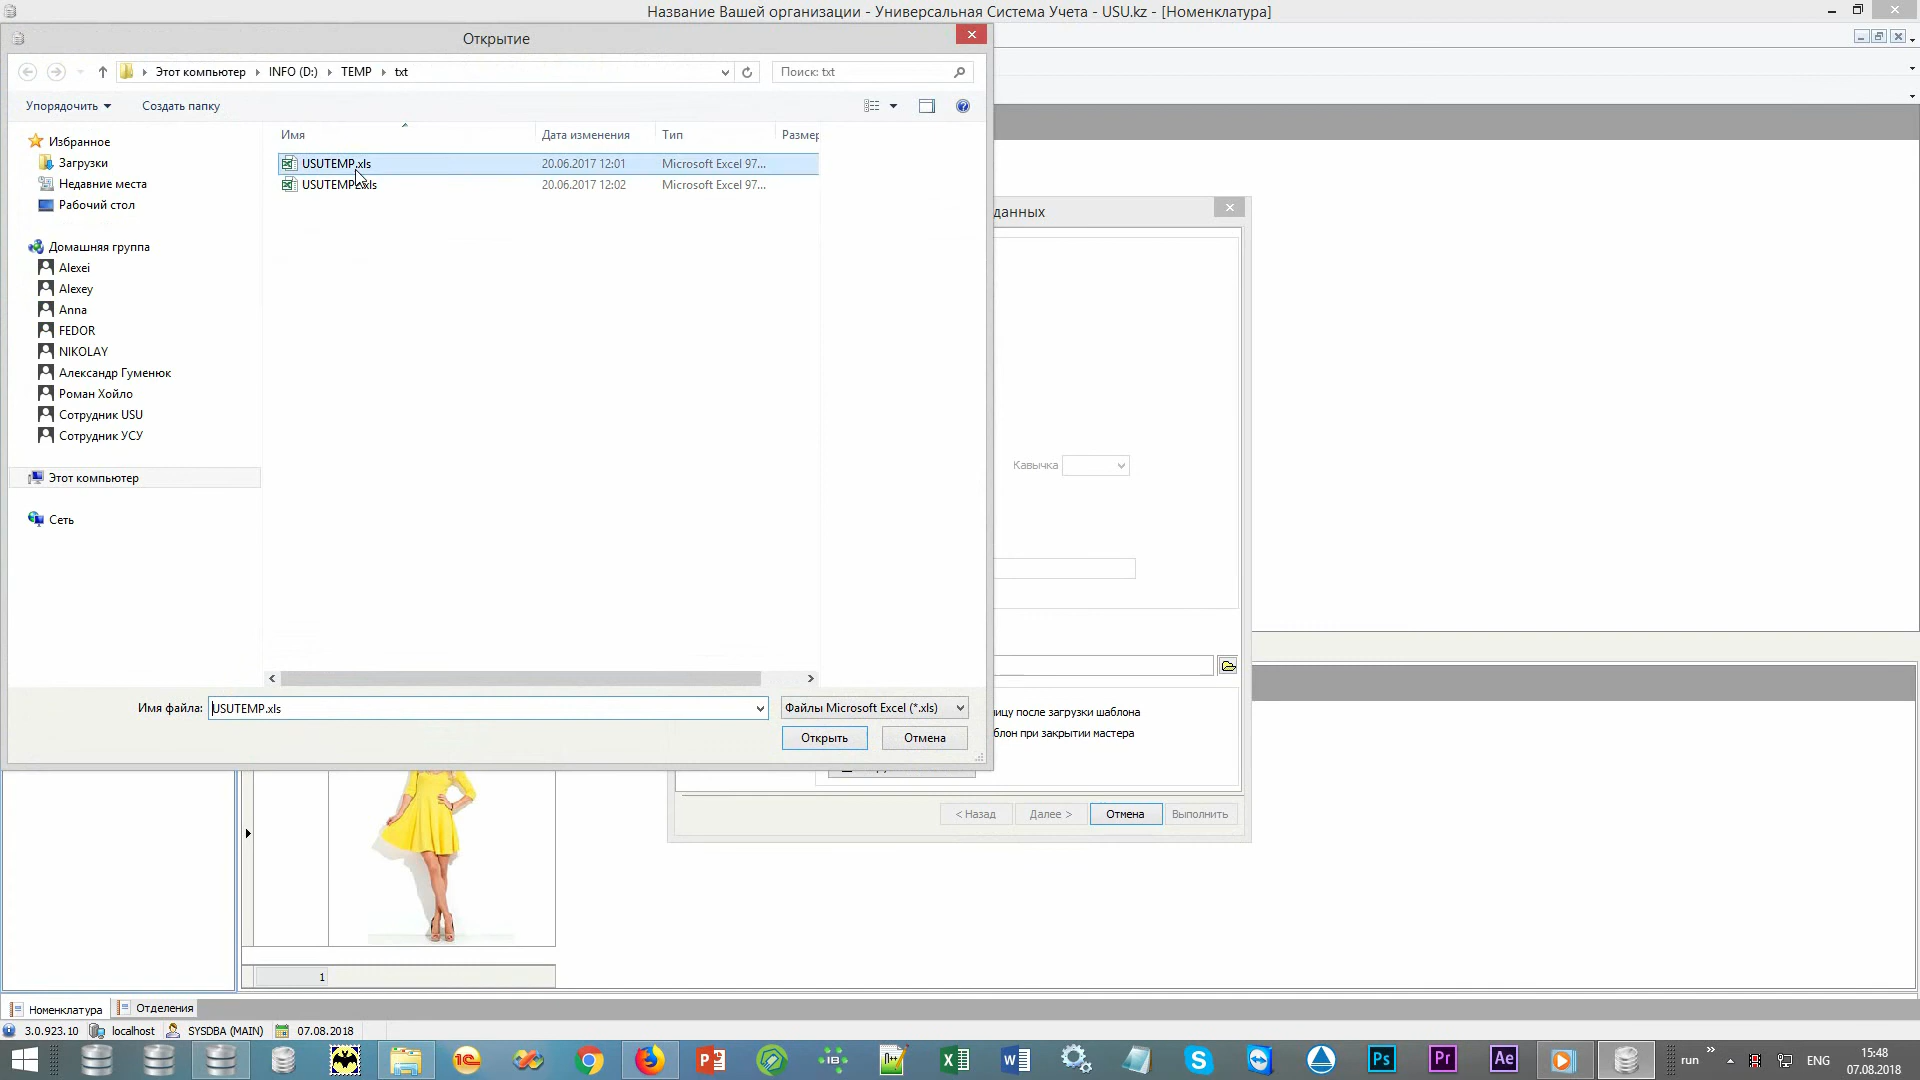 Название Вашей организации - Универсальная Система Учета - USU.kz - [Номенклатура]
Открытие
Этот компьютер
INFO (D:)
TEMP
txt
Поиск: txt
Упорядочить
Создать папку
Имя
Дата изменения
Тип
Размер
Избранное
Загрузки
Недавние места
Рабочий стол
USUTEMP.xls
20.06.2017 12:01
Microsoft Excel 97...
20.06.2017 12:02
Microsoft Excel 97...
данных
Домашняя группа
Alexei
Alexey
Anna
FEDOR
NIKOLAY
Александр Гуменюк
Роман Хойло
Сотрудник USU
Сотрудник УСУ
Этот компьютер
Сеть
Кавычка
Имя файла:
USUTEMP.xls
Файлы Microsoft Excel (*.xls)
Открыть
Отмена
ицу после загрузки шаблона
блон при закрытии мастера
< Назад
Далее >
Отмена
Выполнить
1
Номенклатура
Отделения
3.0.923.10
localhost
SYSDBA (MAIN)
07.08.2018
run
ENG
15:48
07.08.2018